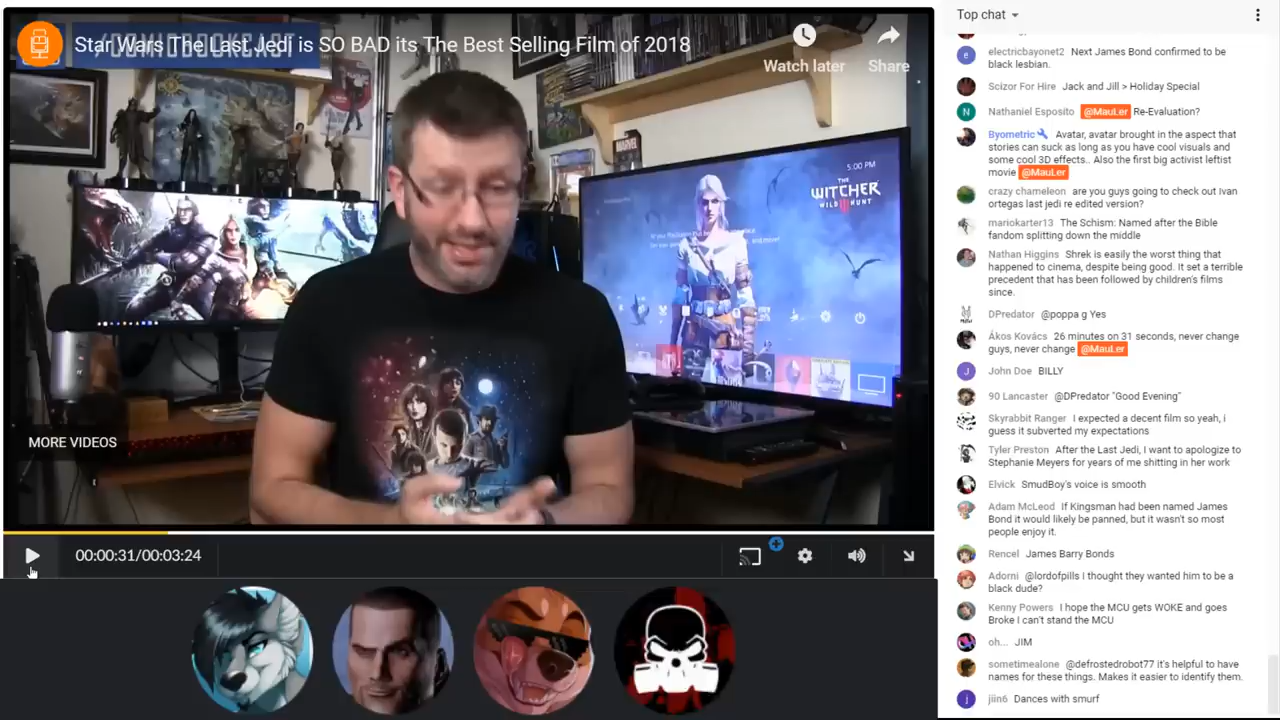 Star Wars The Last Jedi is SO BAD its The Best Selling Film of 2018
Watch later
Share
MARVEL
5:00 PM
THE
WITCHER
WILD HUNT
MORE VIDEOS
00:00:31/00:03:24
Top chat
electricbayonet2 Next James Bond confirmed to be
black lesbian.
Scizor For Hire Jack and Jill > Holiday Special
Nathaniel Esposito @MauLer Re-Evaluation?
Byometric Avatar, avatar brought in the aspect that
stories can suck as long as you have cool visuals and
some cool 3D effects.. Also the first big activist leftist
movie @MauLer
crazy chameleon are you guys going to check out ivan
ortegas last jedi re edited version?
mariokarter13 The Schism: Named after the Bible
fandom splitting down the middle
Nathan Higgins Shrek is easily the worst thing that
happened to cinema, despite being good. It set a terrible
precedent that has been followed by children's films
since.
DPredator @poppa g Yes
Ákos Kovács 26 minutes on 31 seconds, never change
guys, never change @MauLer
John Doe BILLY
90 Lancaster @DPredator "Good Evening"
Skyrabbit Ranger I expected a decent film so yeah, i
guess it subverted my expectations
Tyler Preston After the Last Jedi, I want to apologize to
Stephanie Meyers for years of me shitting in her work
Elvick SmudBoy's voice is smooth
Adam McLeod If Kingsman had been named James
Bond it would likely be panned, but it wasn't so most
people enjoy it.
Rencel James Barry Bonds
Adorni @lordofpills I thought they wanted him to be a
black dude?
Kenny Powers I hope the MCU gets WOKE and goes
Broke I can't stand the MCU
oh... JIM
sometimealone @defrostedrobot77 it's helpful to have
names for these things. Makes it easier to identify them.
jiin6 Dances with smurf